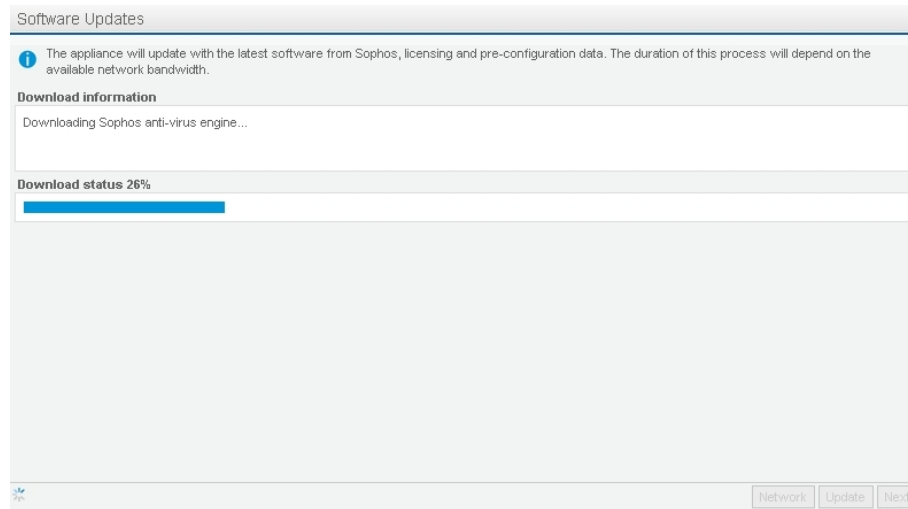 Software Updates
The appliance will update with the latest software from Sophos, licensing and pre-configuration data. The duration of this process will depend on the
available network bandwidth.
Download information
Downloading Sophos anti-virus engine...
Download status 26%
Network Update Next